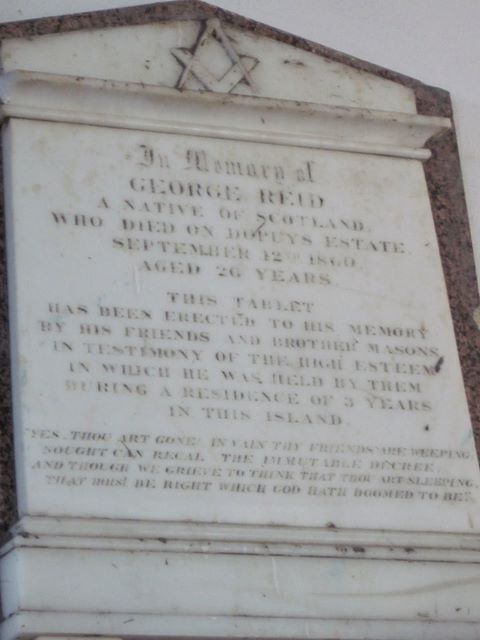 In Memory of
GEORGE REID
A NATIVE OF SCOTLAND.
WHO DIED ON DOPUYS ESTATE.
SEPTEMBER 12TH 1860.
AGED 26 YEARS.
THIS TABLET
HAS BEEN ERECTED TO HIS MEMORY
BY HIS FRIENDS AND BROTHER MASONS,
IN TESTIMONY OF THE HIGH ESTEEM
IN WHICH HE WAS HELD BY THEM
DURING A RESIDENCE OF 3 YEARS
IN THIS ISLAND.
YES, THOU ART GONE! IN VAIN THY FRIENDS ARE WEEPING,
NOUGHT CAN RECAL THE IMMUTABLE DECREE.
AND THOUGH WE GRIEVE TO THINK THAT THOU ART SLEEPING,
THAT MUST BE RIGHT WHICH GOD HATH DOOMED TO BE.